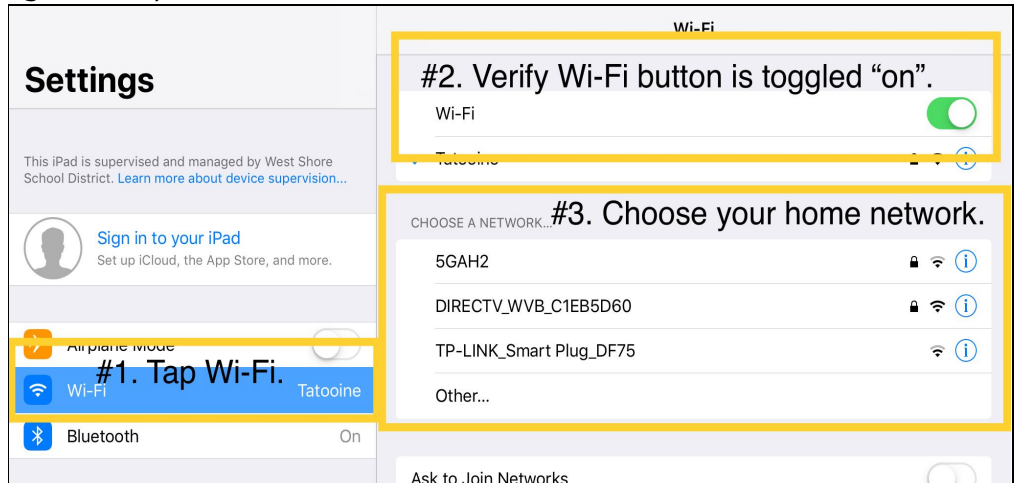 Wi-Fi
Settings
#2. Verify Wi-Fi button is toggled “on”.
Wi-Fi
Tatooine
This iPad is supervised and managed by West Shore
School District. Learn more about device supervision...
#3. Choose your home network.
CHOOSE A NETWORK...
Sign in to your iPad
Set up iCloud, the App Store, and more.
5GAH2
DIRECTV_WVB_C1EB5D60
TP-LINK_Smart Plug_DF75
Other...
Airplane Mode
#1. Tap Wi-Fi.
Wi-Fi Tatooine
Bluetooth On
Ask to Join Networks